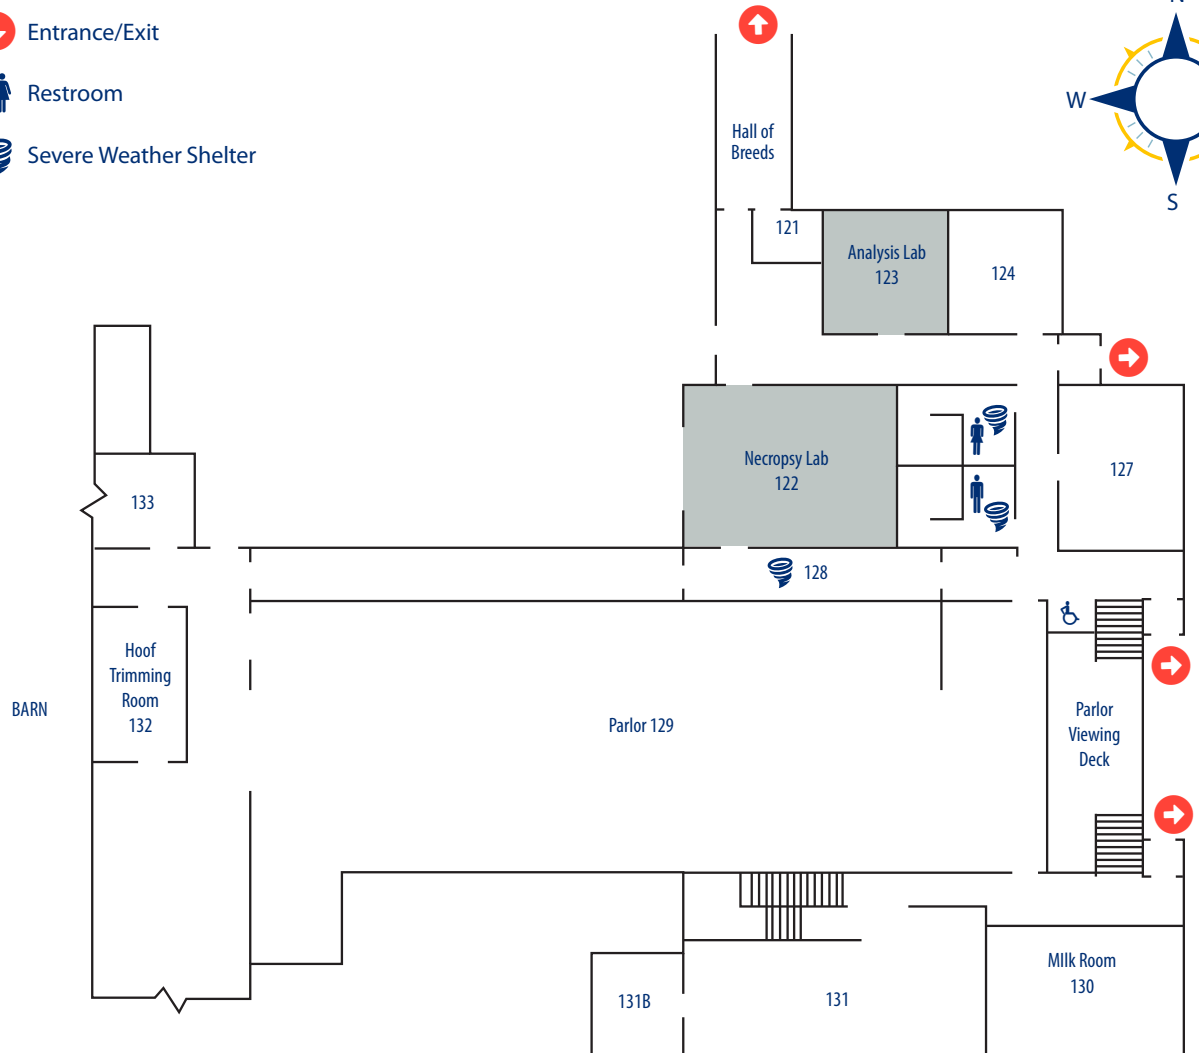 Entrance/Exit
Restroom
Severe Weather Shelter
W
S
Hall of
Breeds
121
Analysis Lab
123
124
Necropsy Lab
122
127
133
128
Hoof
Trimming
Room
132
BARN
Parlor 129
Parlor
Viewing
Deck
MIlk Room
130
131B
131